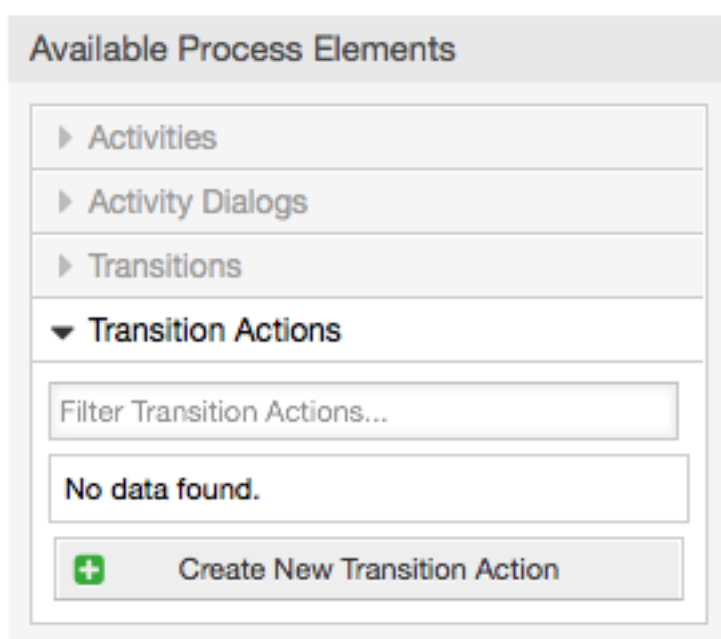 Available Process Elements
Activities
Activity Dialogs
Transitions
Transition Actions
Filter Transition Actions...
No data found.
Create New Transition Action